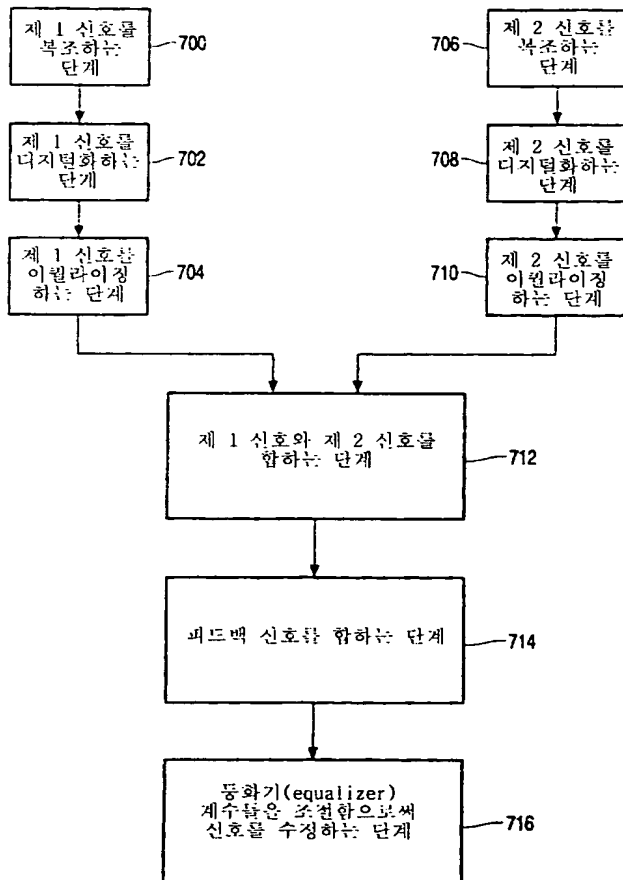 제 1 신호를
복조하는
단계
700
제 2 신호를
복조하는
단계
706
제 1 신호를
디지털화하는
단계
702
제 2 신호를
디지털화하는
단계
708
제 1 신호를
이퀄라이징
하는 단계
704
제 2 신호를
이퀄라이징
하는 단계
710
제 1 신호와 제 2 신호를
합하는 단계
712
피드백 신호를 합하는 단계
714
등화기(equalizer)
계수들을 조절함으로써
신호를 수정하는 단계
716